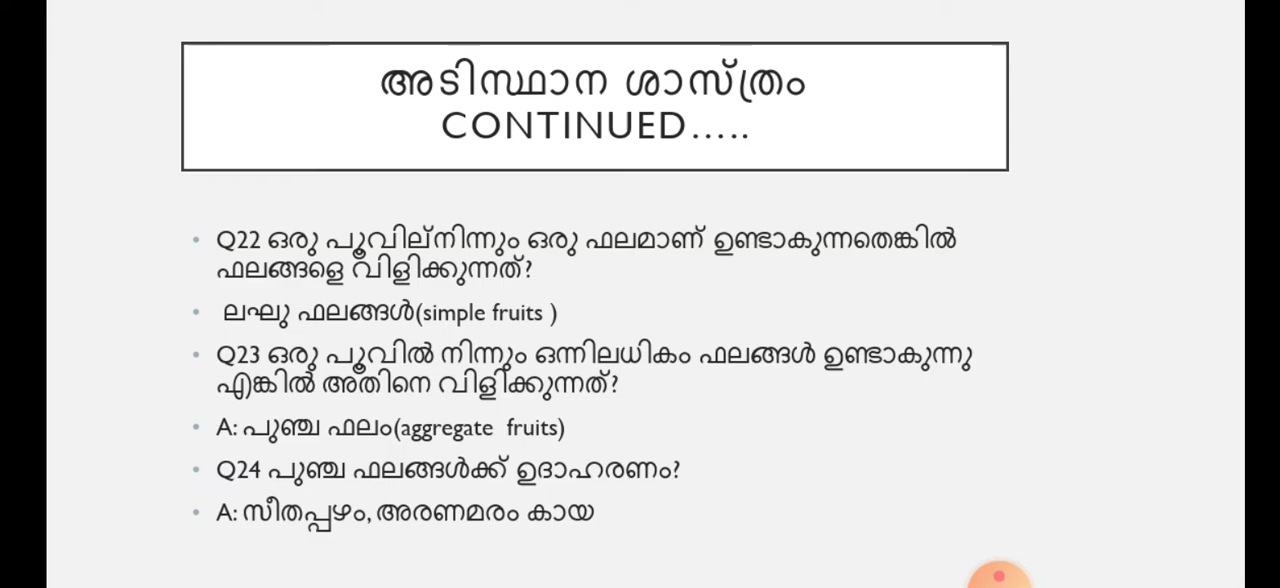 അടിസ്ഥാന ശാസ്ത്രം
CONTINUED.....
• Q22 ഒരു പൂവില്നിന്നും ഒരു ഫലമാണ് ഉണ്ടാകുന്നതെങ്കിൽ
ഫലങ്ങളെ വിളിക്കുന്നത്?
• ലഘു ഫലങ്ങൾ(simple fruits )
• Q23 ഒരു പൂവിൽ നിന്നും ഒന്നിലധികം ഫലങ്ങൾ ഉണ്ടാകുന്നു
എങ്കിൽ അതിനെ വിളിക്കുന്നത്?
• A: പുഞ്ച ഫലം(aggregate fruits)
• Q24 പുഞ്ച ഫലങ്ങൾക്ക് ഉദാഹരണം?
• A: സീതപ്പഴം, അരണമരം കായ